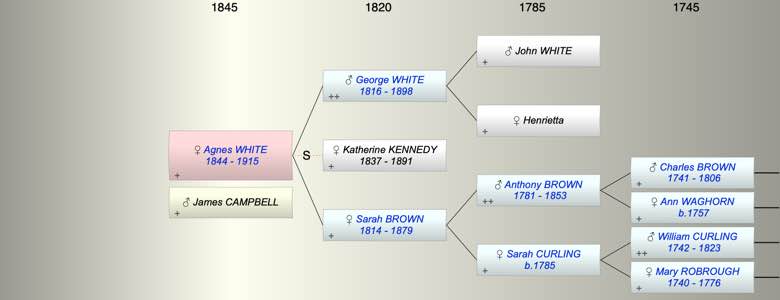 1845
1820
1785
1745
♂ John WHITE
+
♂ George WHITE
1816 - 1898
++
♀ Henrietta
+
♀ Agnes WHITE
1844 - 1915
+
S
♀ Katherine KENNEDY
1837 - 1891
+
♂ James CAMPBELL
+
♀ Sarah BROWN
1814 - 1879
+
♂ Anthony BROWN
1781 - 1853
++
♀ Sarah CURLING
b.1785
+
♂ Charles BROWN
1741 - 1806
+
♀ Ann WAGHORN
b.1757
+
♂ William CURLING
1742 - 1823
++
♀ Mary ROBROUGH
1740 - 1776
+